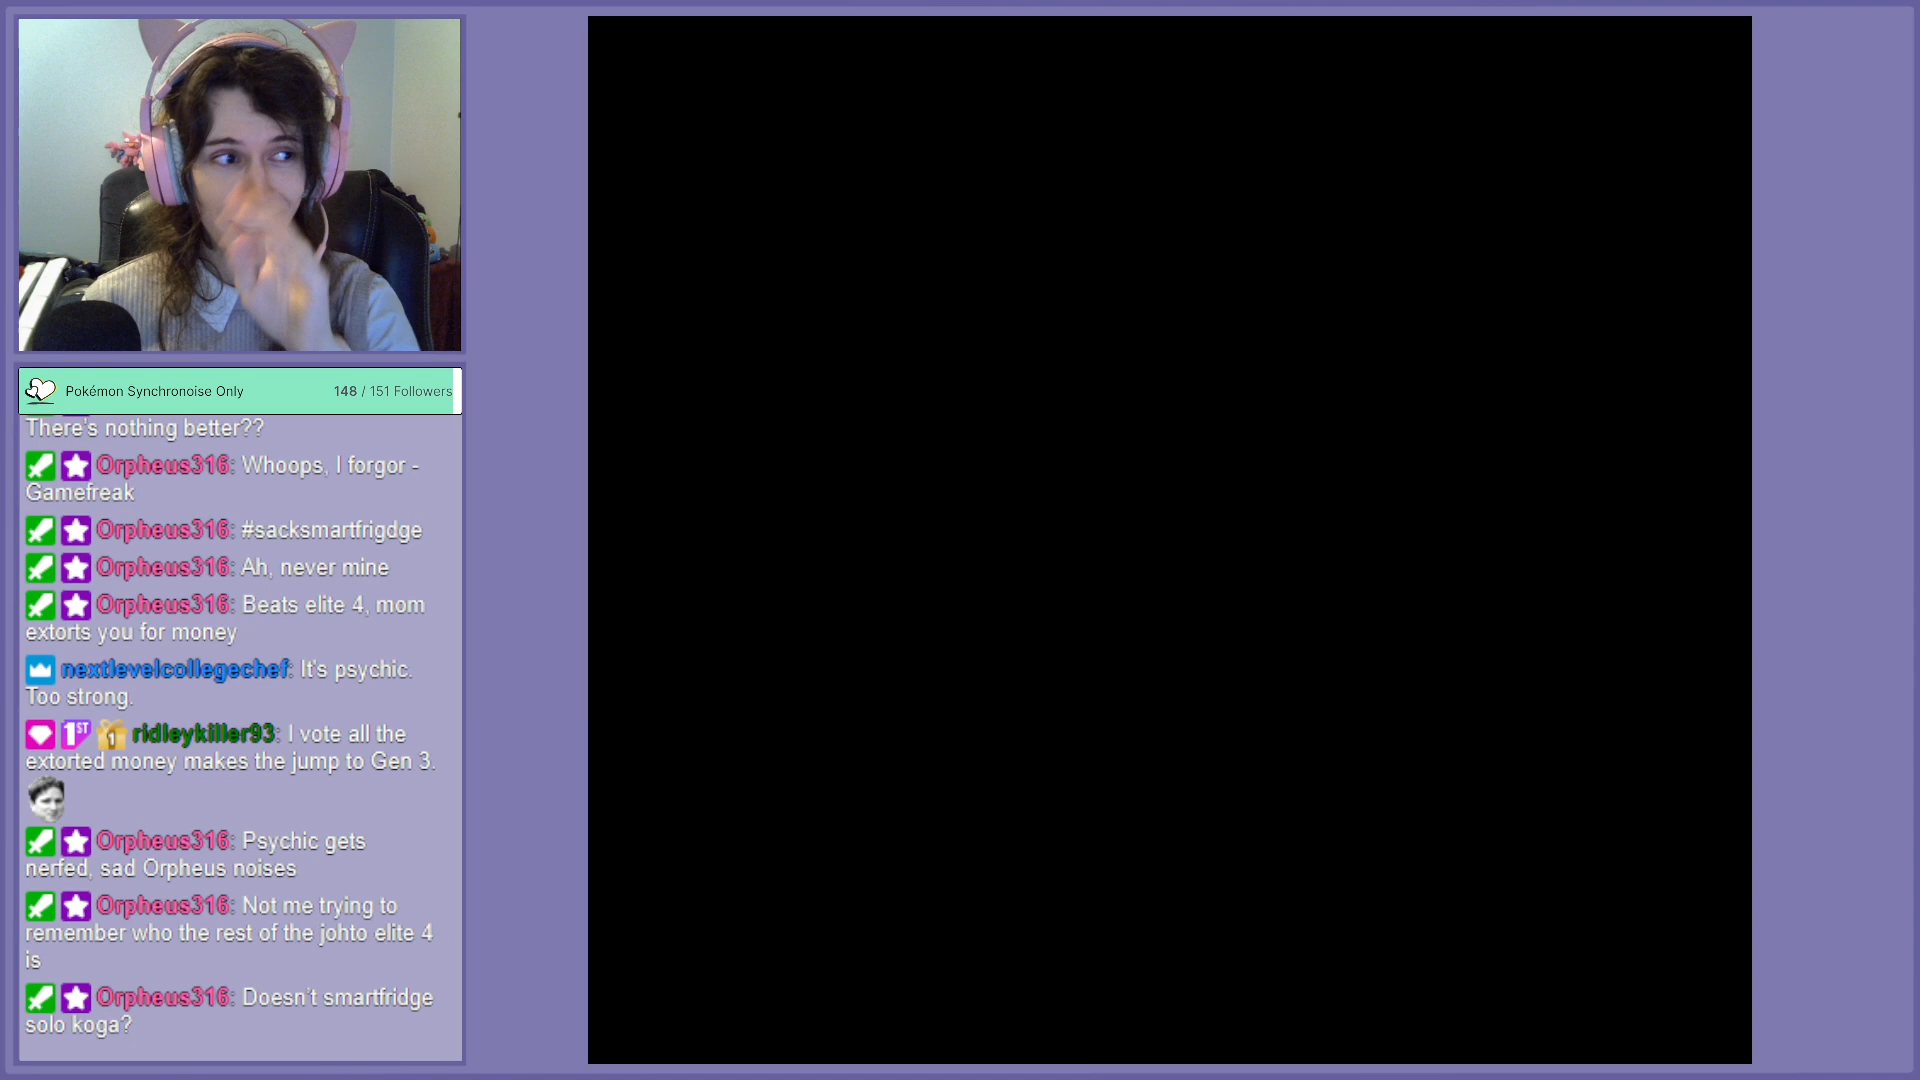 Pokémon Synchronoise Only 148 / 151 Followers
There's nothing better??
Orpheus316: Whoops, I forgor -
Gamefreak
Orpheus316: #sacksmartfrigdge
Orpheus316: Ah, never mine
Orpheus316: Beats elite 4, mom
extorts you for money
nextlevelcollegechef: It's psychic.
Too strong.
1ST 1 ridleykiller93: I vote all the
extorted money makes the jump to Gen 3.
Orpheus316: Psychic gets
nerfed, sad Orpheus noises
Orpheus316: Not me trying to
remember who the rest of the johto elite 4
is
Orpheus316: Doesn't smartfridge
solo koga?